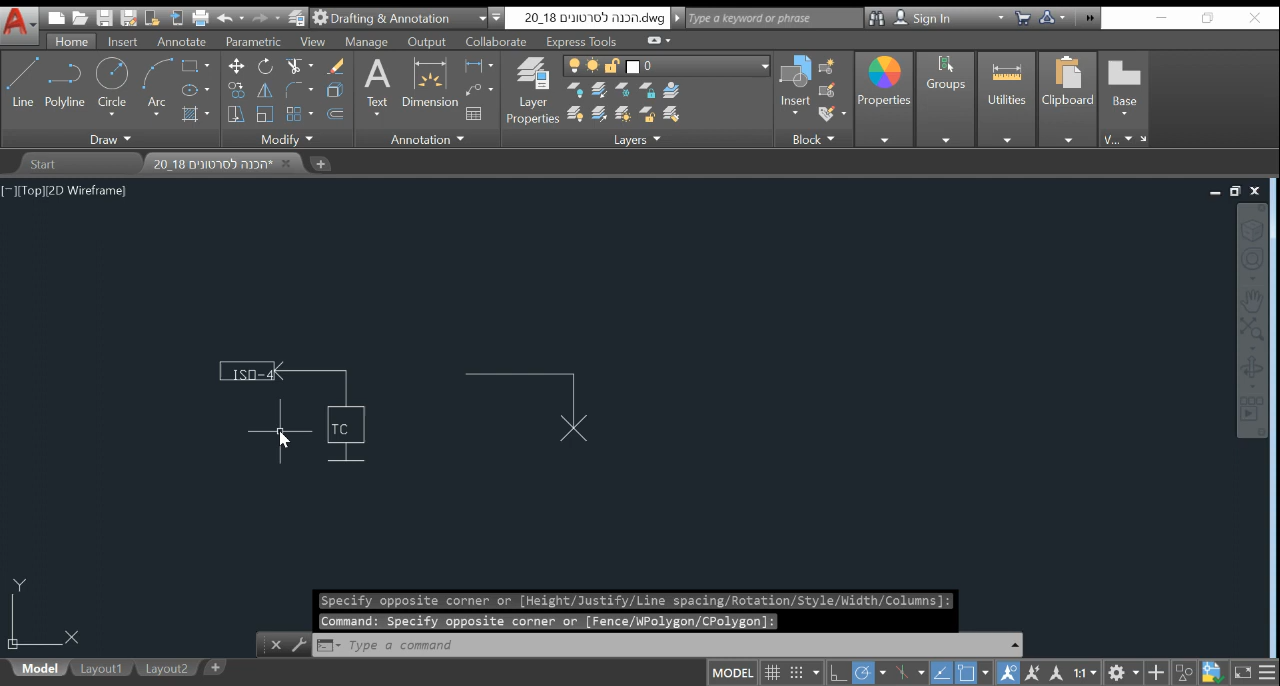 Drafting & Annotation
הכנה לסרטונים 20_18.dwg
Type a keyword or phrase
Sign In
Home Insert Annotate Parametric View Manage Output Collaborate Express Tools
0
Line Polyline Circle Arc
Text Dimension
Layer Properties
Insert
Properties
Groups
Utilities
Clipboard
Base
Draw Modify Annotation Layers Block V...
Start
הכנה לסרטונים 20_18*
[−][Top][2D Wireframe]
ISO-4
TC
Y
X
Specify opposite corner or [Height/Justify/Line spacing/Rotation/Style/Width/Columns]:
Command: Specify opposite corner or [Fence/WPolygon/CPolygon]:
Type a command
Model Layout1 Layout2
MODEL 1:1